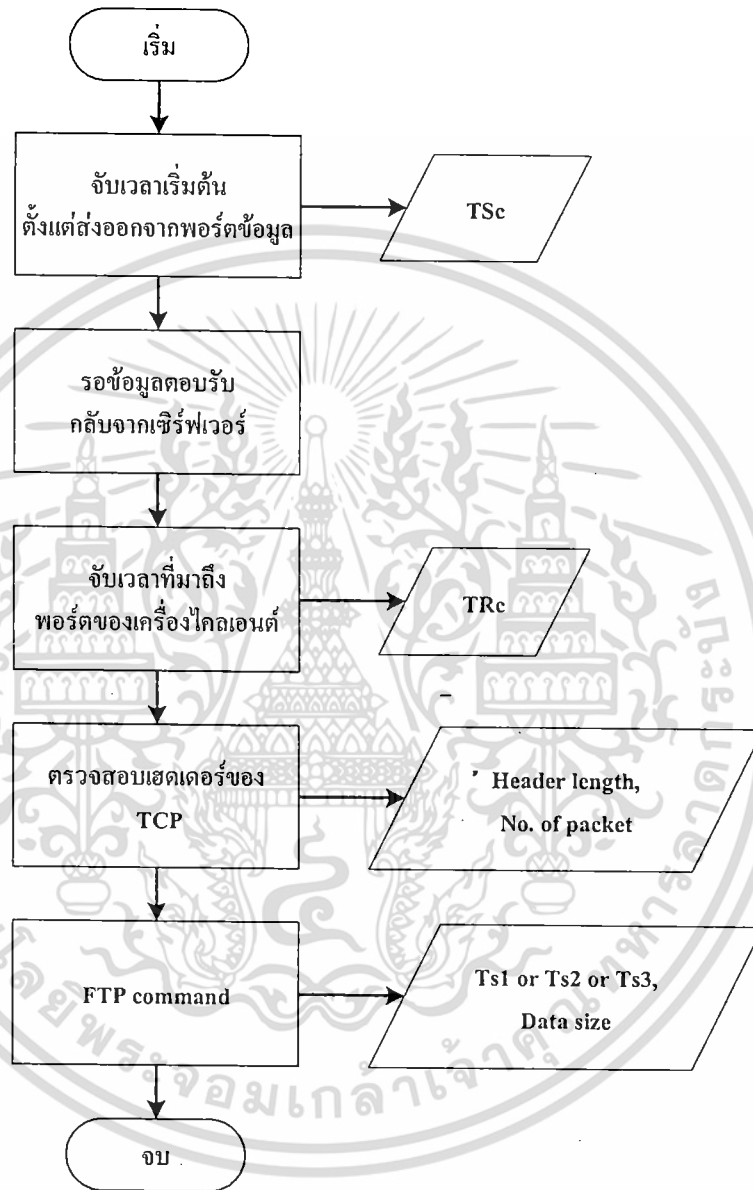 เริ่ม
จับเวลาเริ่มต้น
ตั้งแต่ส่งออกจากพอร์ตข้อมูล
TSc
รอข้อมูลตอบรับ
กลับจากเซิร์ฟเวอร์
จับเวลาที่มาถึง
พอร์ตของเครื่องไคลเอนต์
TRc
ตรวจสอบเฮดเดอร์ของ
TCP
Header length,
No. of packet
FTP command
Ts1 or Ts2 or Ts3,
Data size
จบ